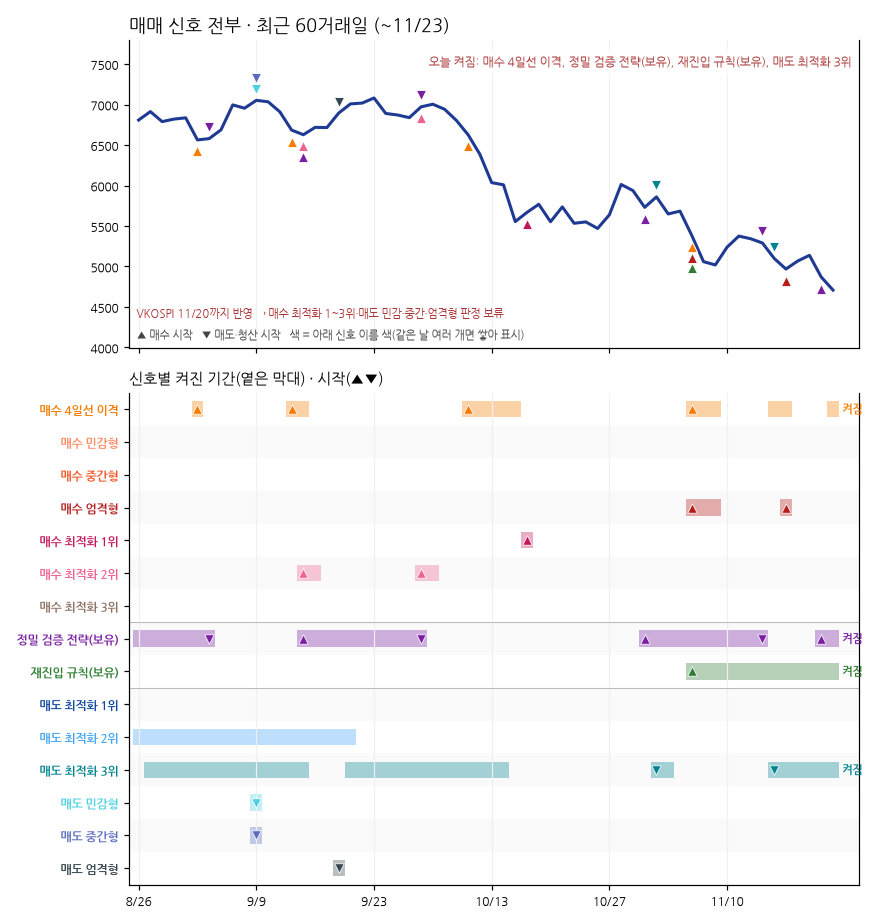 매매 신호 전부 · 최근 60거래일 (~11/23)
오늘 켜짐: 매수 4일선 이격, 정밀 검증 전략(보유), 재진입 규칙(보유), 매도 최적화 3위
7500
7000
6500
6000
5500
5000
4500
4000
VKOSPI 11/20까지 반영 → 매수 최적화 1~3위·매도 민감·중간·엄격형 판정 보류
▲ 매수 시작 ▼ 매도·청산 시작 색 = 아래 신호 이름 색(같은 날 여러 개면 쌓아 표시)
신호별 켜진 기간(옅은 막대) · 시작(▲▼)
매수 4일선 이격 켜짐
매수 민감형
매수 중간형
매수 엄격형
매수 최적화 1위
매수 최적화 2위
매수 최적화 3위
정밀 검증 전략(보유) 켜짐
재진입 규칙(보유) 켜짐
매도 최적화 1위
매도 최적화 2위
매도 최적화 3위 켜짐
매도 민감형
매도 중간형
매도 엄격형
8/26 9/9 9/23 10/13 10/27 11/10